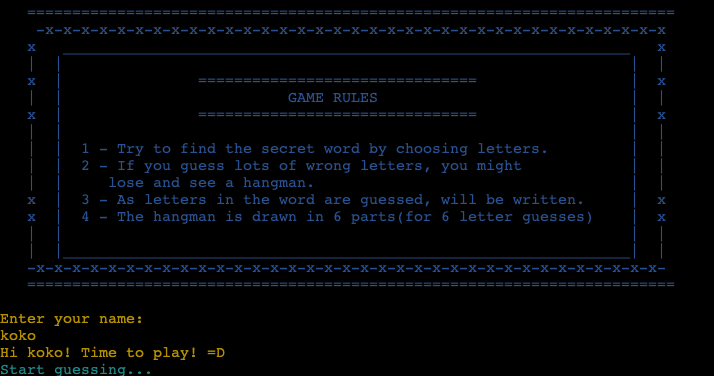 GAME RULES
1 - Try to find the secret word by choosing letters.
2 - If you guess lots of wrong letters, you might
lose and see a hangman.
3 - As letters in the word are guessed, will be written.
4 - The hangman is drawn in 6 parts(for 6 letter guesses)
Enter your name:
koko
Hi koko! Time to play! =D
Start guessing...